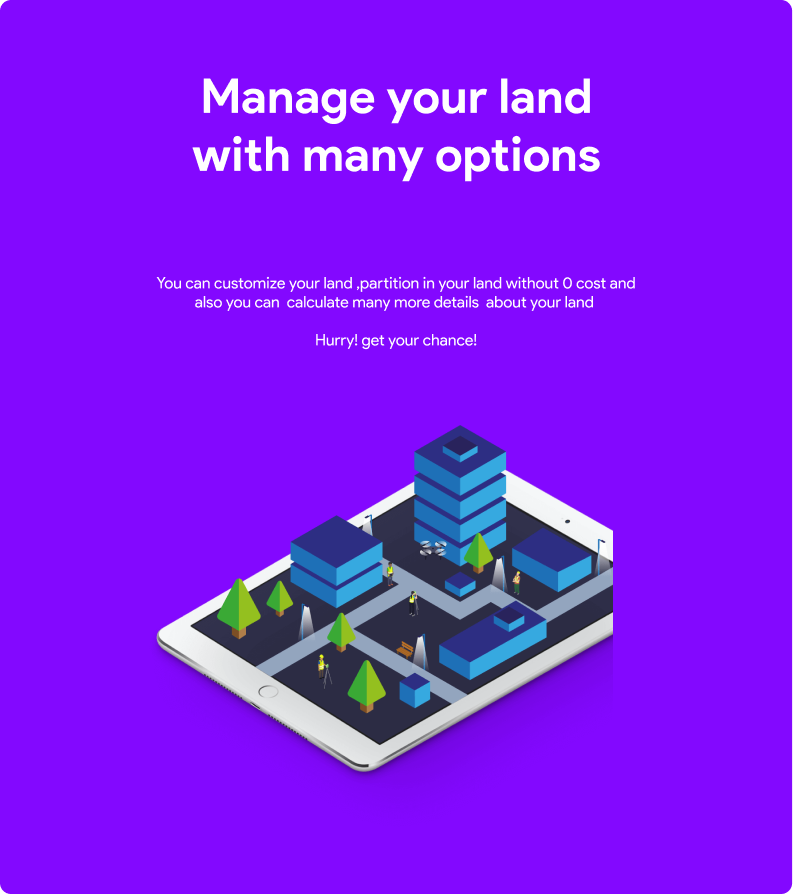 Manage your land
with many options
You can customize your land ,partition in your land without 0 cost and
also you can  calculate many more details  about your land
Hurry! get your chance!